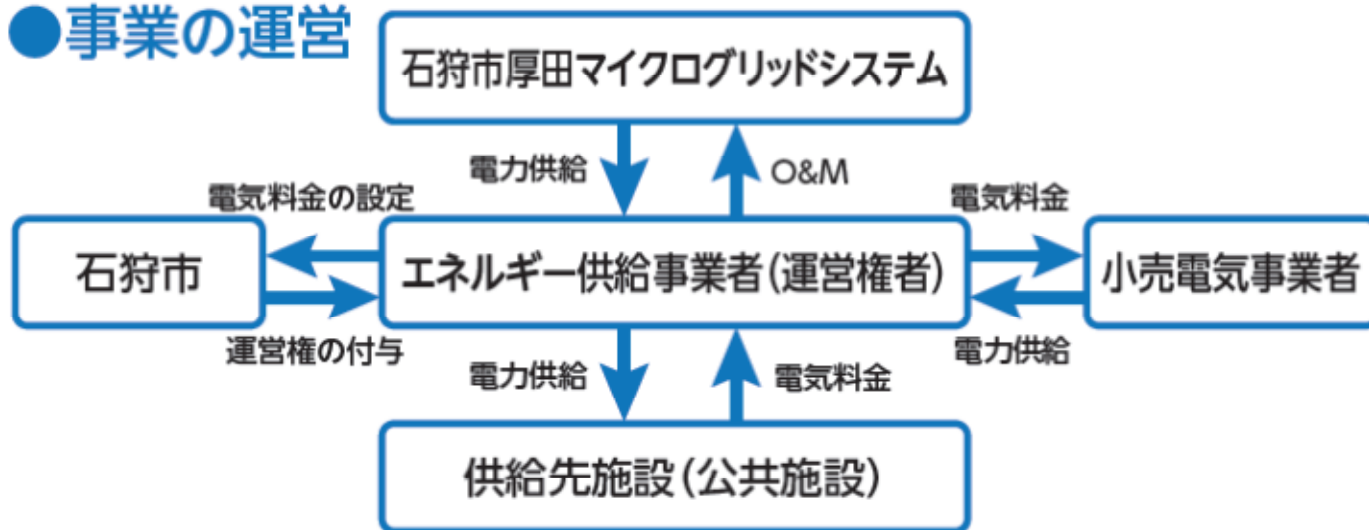 ●事業の運営
石狩市厚田マイクログリッドシステム
電力供給
O&M
電気料金の設定
電気料金
石狩市
エネルギー供給事業者(運営権者)
小売電気事業者
運営権の付与
電力供給
電力供給
電気料金
供給先施設(公共施設)